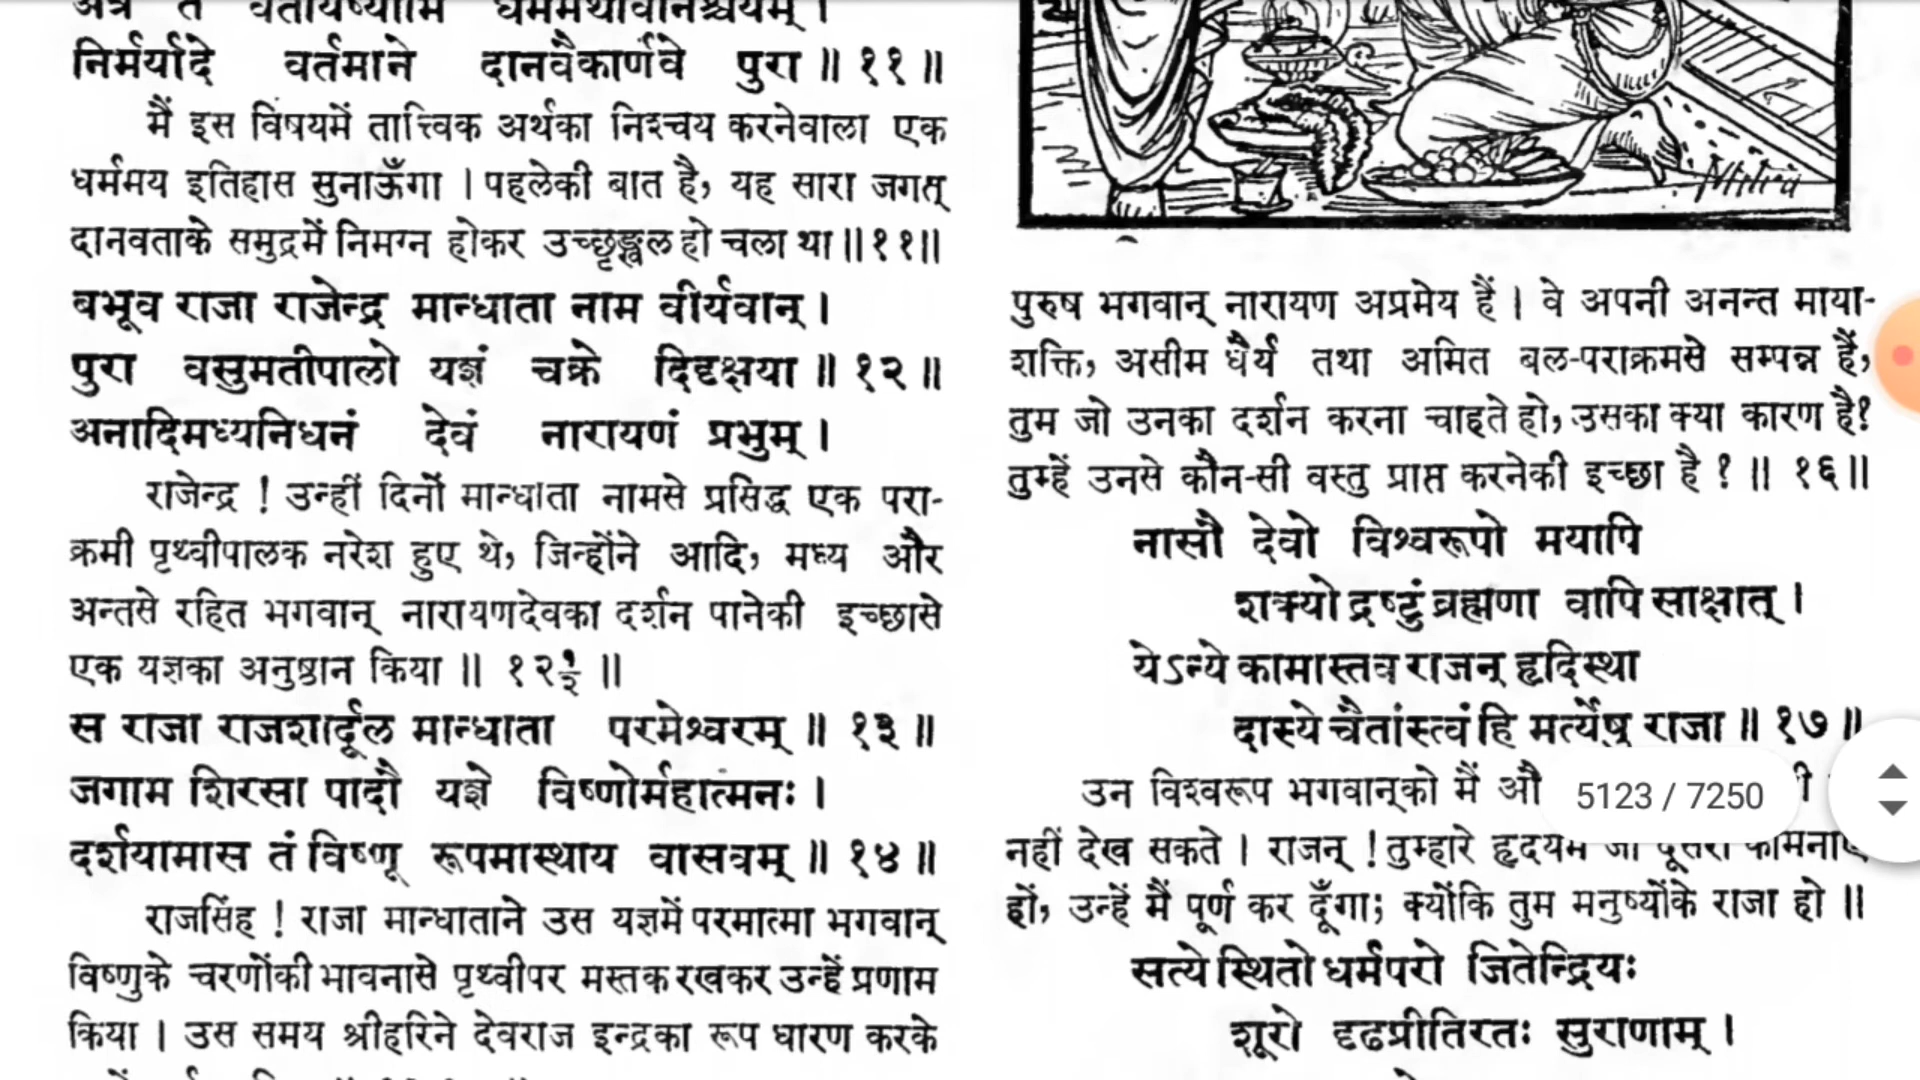 निर्मर्यादे वर्तमाने दानवैकार्णवे पुरा ॥ ११ ॥
मैं इस विषयमें तात्त्विक अर्थका निश्चय करनेवाला एक
धर्ममय इतिहास सुनाऊँगा । पहलेकी बात है, यह सारा जगत्
दानवताके समुद्रमें निमग्न होकर उच्छृङ्खल हो चला था ॥ ११ ॥
बभूव राजा राजेन्द्र मान्धाता नाम वीर्यवान् ।
पुरा वसुमतीपालो यज्ञं चक्रे दिदृक्षया ॥ १२ ॥
अनादिमध्यनिधनं देवं नारायणं प्रभुम् ।
राजेन्द्र ! उन्हीं दिनों मान्धाता नामसे प्रसिद्ध एक परा-
क्रमी पृथ्वीपालक नरेश हुए थे, जिन्होंने आदि, मध्य और
अन्तसे रहित भगवान् नारायणदेवका दर्शन पानेकी इच्छासे
एक यज्ञका अनुष्ठान किया ॥ १२½ ॥
स राजा राजशार्दूल मान्धाता परमेश्वरम् ॥ १३ ॥
जगाम शिरसा पादौ यज्ञे विष्णोर्महात्मनः ।
दर्शयामास तं विष्णू रूपमास्थाय वासवम् ॥ १४ ॥
राजसिंह ! राजा मान्धाताने उस यज्ञमें परमात्मा भगवान्
विष्णुके चरणोंकी भावनासे पृथ्वीपर मस्तक रखकर उन्हें प्रणाम
किया । उस समय श्रीहरिने देवराज इन्द्रका रूप धारण करके
Mitra
पुरुष भगवान् नारायण अप्रमेय हैं । वे अपनी अनन्त माया-
शक्ति, असीम धैर्य तथा अमित बल-पराक्रमसे सम्पन्न हैं,
तुम जो उनका दर्शन करना चाहते हो, उसका क्या कारण है?
तुम्हें उनसे कौन-सी वस्तु प्राप्त करनेकी इच्छा है ? ॥ १६ ॥
नासौ देवो विश्वरूपो मयापि
शक्यो द्रष्टुं ब्रह्मणा वापि साक्षात् ।
येऽन्ये कामास्तव राजन् हृदिस्था
दास्ये चैतांस्त्वं हि मर्त्येषु राजा ॥ १७ ॥
उन विश्वरूप भगवान्को मैं औ
5123 / 7250
नहीं देख सकते । राजन् ! तुम्हारे हृदयमें जो दूसरी कामनाएँ
हों, उन्हें मैं पूर्ण कर दूँगा; क्योंकि तुम मनुष्योंके राजा हो ॥
सत्ये स्थितो धर्मपरो जितेन्द्रियः
शूरो दृढप्रीतिरतः सुराणाम् ।